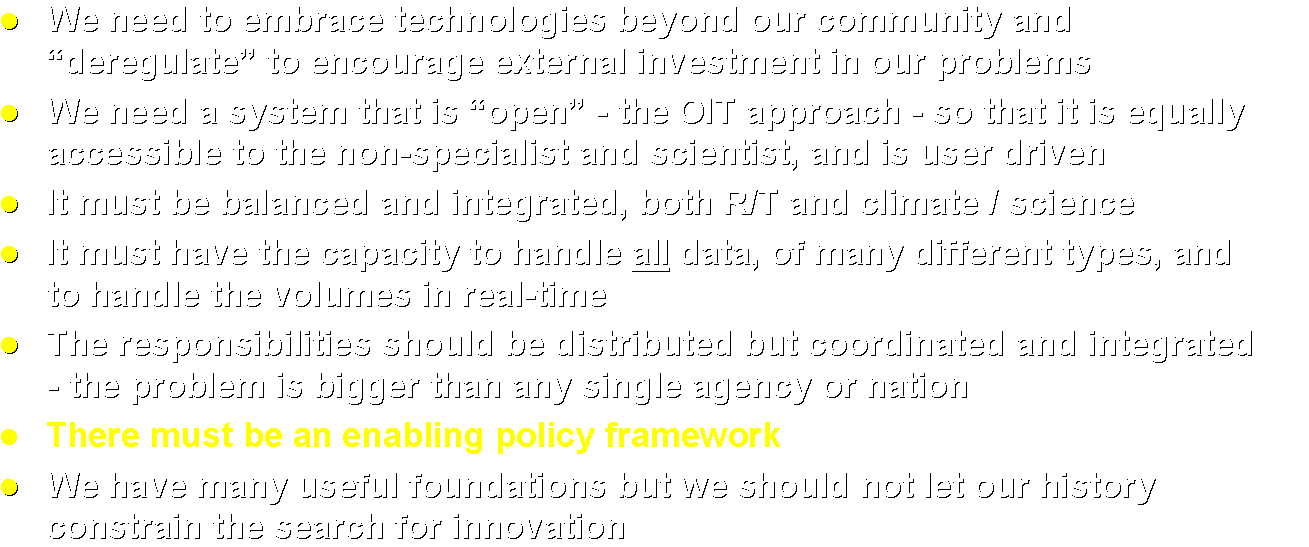 ● We need to embrace technologies beyond our community and
“deregulate” to encourage external investment in our problems
● We need a system that is “open” - the OIT approach - so that it is equally
accessible to the non-specialist and scientist, and is user driven
● It must be balanced and integrated, both R/T and climate / science
● It must have the capacity to handle all data, of many different types, and
to handle the volumes in real-time
● The responsibilities should be distributed but coordinated and integrated
- the problem is bigger than any single agency or nation
● There must be an enabling policy framework
● We have many useful foundations but we should not let our history
constrain the search for innovation